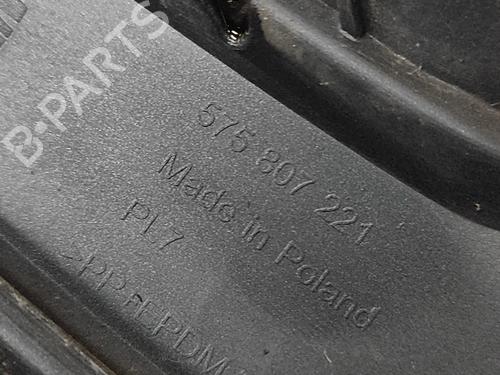 B-PARTS
575 807 221
Made in Poland
PL7